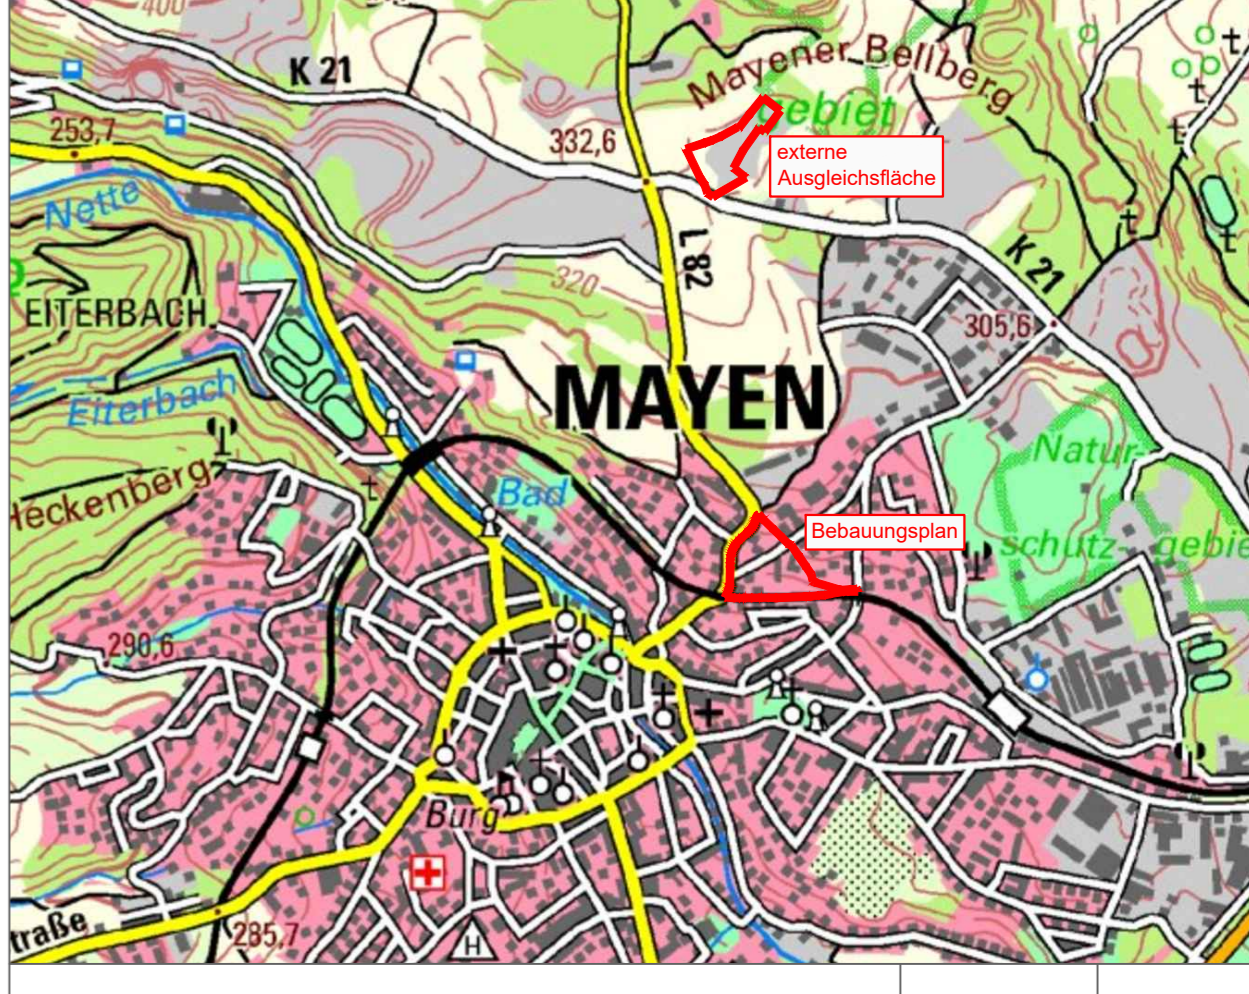 400
K 21
Mayener Bellberg
253,7
332,6
gebiet
externe
Ausgleichsfläche
Nette
L 82
K 21
320
EITERBACH
305,6
MAYEN
Eiterbach
Natur-
Heckenberg
Bad
Bebauungsplan
schutz-
gebie
290,6
Burg
traße
285,7
H